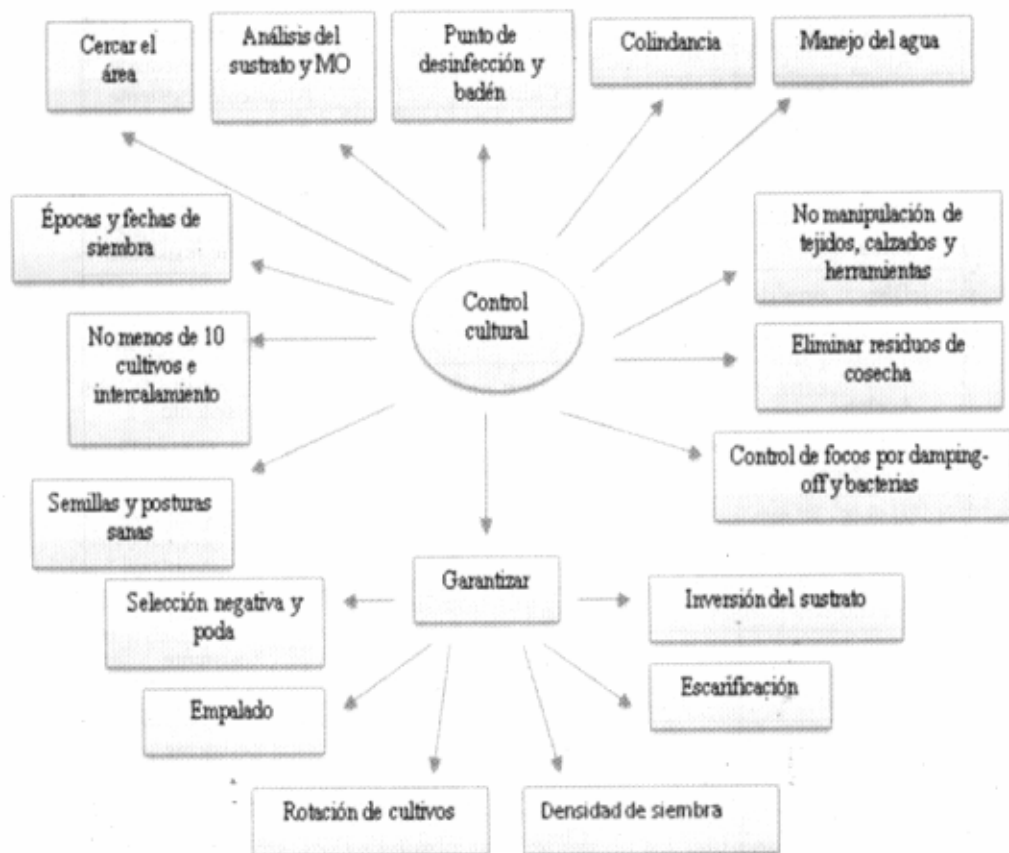 Cercar el
área
Análisis del
sustrato y MO
Punto de
desinfección y
badén
Colindancia
Manejo del agua
Épocas y fechas de
siembra
No manipulación de
tejidos, calzados y
herramientas
Control
cultural
No menos de 10
cultivos e
intercalamiento
Eliminar residuos de
cosecha
Control de focos por damping-
off y bacterias
Semillas y posturas
sanas
Garantizar
Selección negativa y
poda
Inversión del sustrato
Empalado
Escarificación
Rotación de cultivos
Densidad de siembra